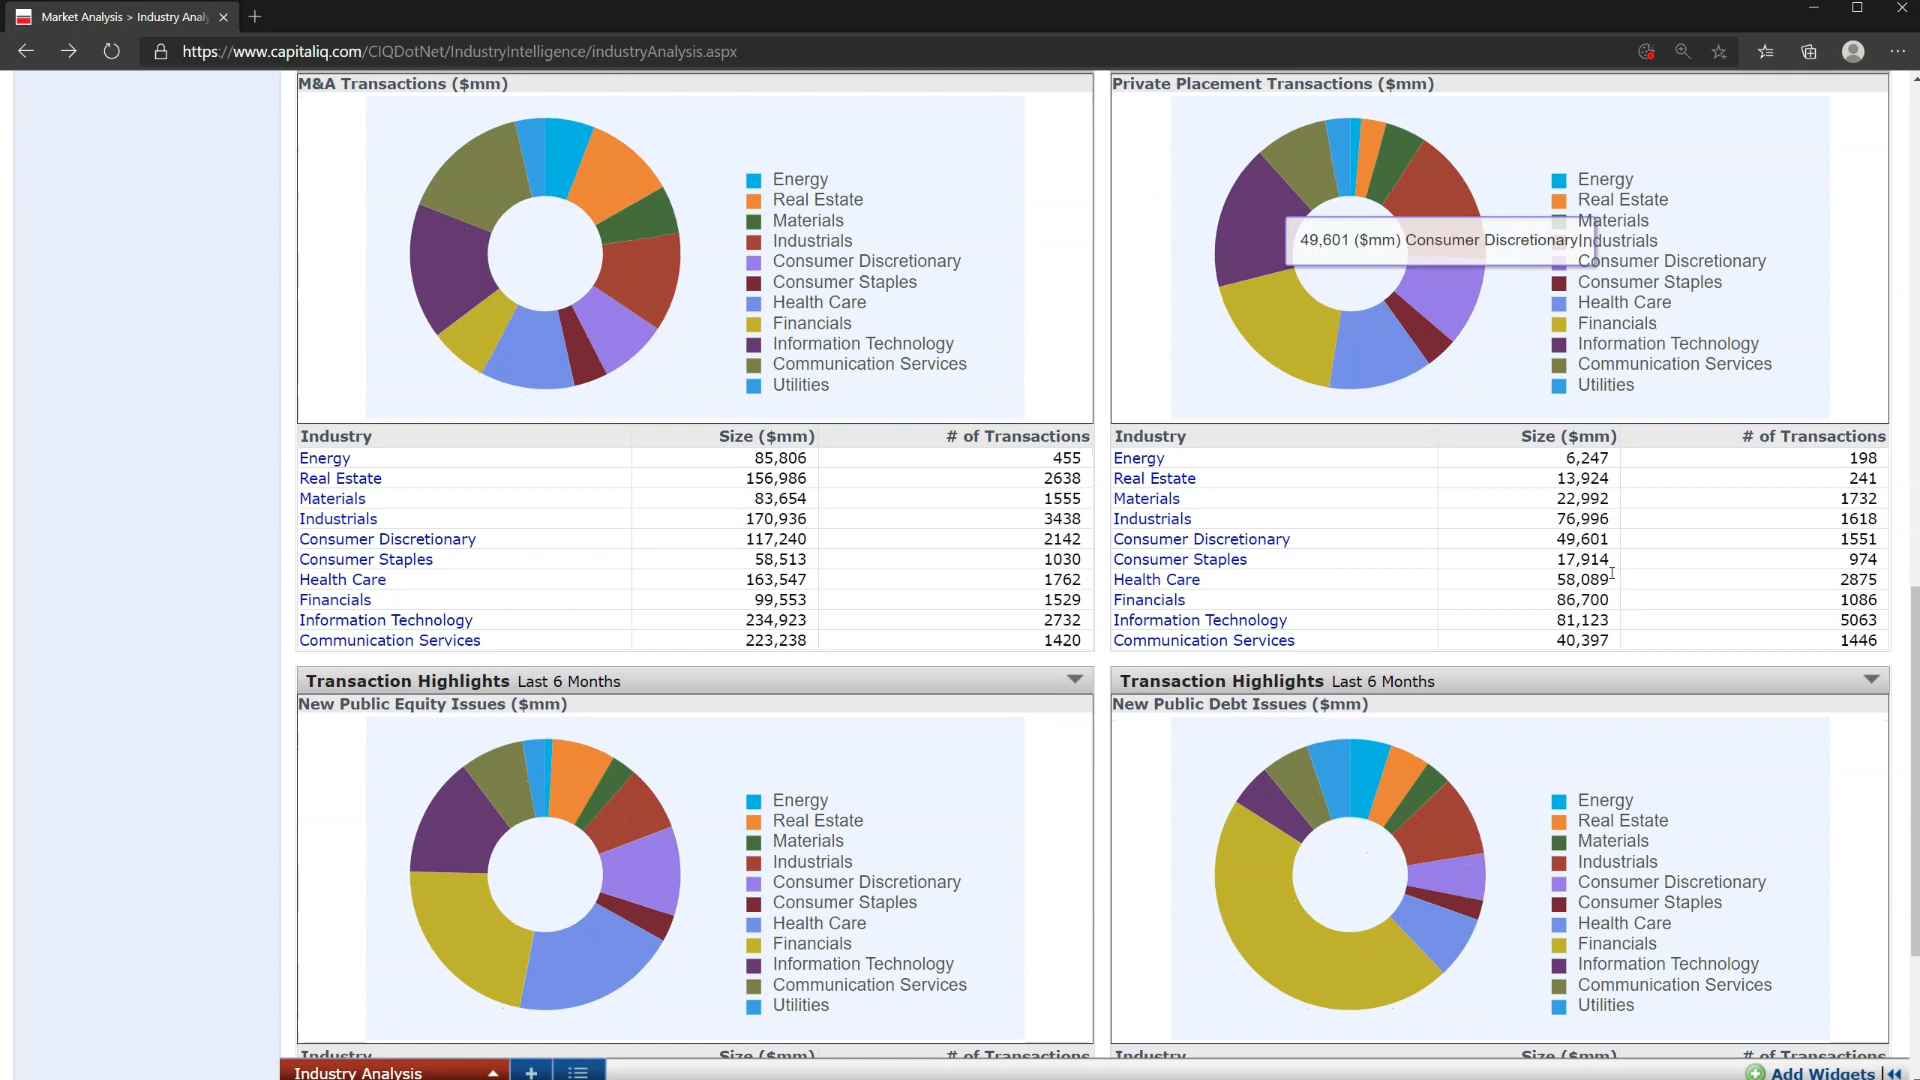 Market Analysis > Industry Analy
https://www.capitaliq.com/CIQDotNet/IndustryIntelligence/industryAnalysis.aspx
M&A Transactions ($mm)
Energy
Real Estate
Materials
Industrials
Consumer Discretionary
Consumer Staples
Health Care
Financials
Information Technology
Communication Services
Utilities
Industry Size ($mm) # of Transactions
Energy 85,806 455
Real Estate 156,986 2638
Materials 83,654 1555
Industrials 170,936 3438
Consumer Discretionary 117,240 2142
Consumer Staples 58,513 1030
Health Care 163,547 1762
Financials 99,553 1529
Information Technology 234,923 2732
Communication Services 223,238 1420
Private Placement Transactions ($mm)
49,601 ($mm) Consumer Discretionary
Energy
Real Estate
Materials
Industrials
Consumer Discretionary
Consumer Staples
Health Care
Financials
Information Technology
Communication Services
Utilities
Industry Size ($mm) # of Transactions
Energy 6,247 198
Real Estate 13,924 241
Materials 22,992 1732
Industrials 76,996 1618
Consumer Discretionary 49,601 1551
Consumer Staples 17,914 974
Health Care 58,089 2875
Financials 86,700 1086
Information Technology 81,123 5063
Communication Services 40,397 1446
Transaction Highlights Last 6 Months
New Public Equity Issues ($mm)
Energy
Real Estate
Materials
Industrials
Consumer Discretionary
Consumer Staples
Health Care
Financials
Information Technology
Communication Services
Utilities
Industry Size ($mm) # of Transactions
Transaction Highlights Last 6 Months
New Public Debt Issues ($mm)
Energy
Real Estate
Materials
Industrials
Consumer Discretionary
Consumer Staples
Health Care
Financials
Information Technology
Communication Services
Utilities
Industry Size ($mm) # of Transactions
Industry Analysis
Add Widgets